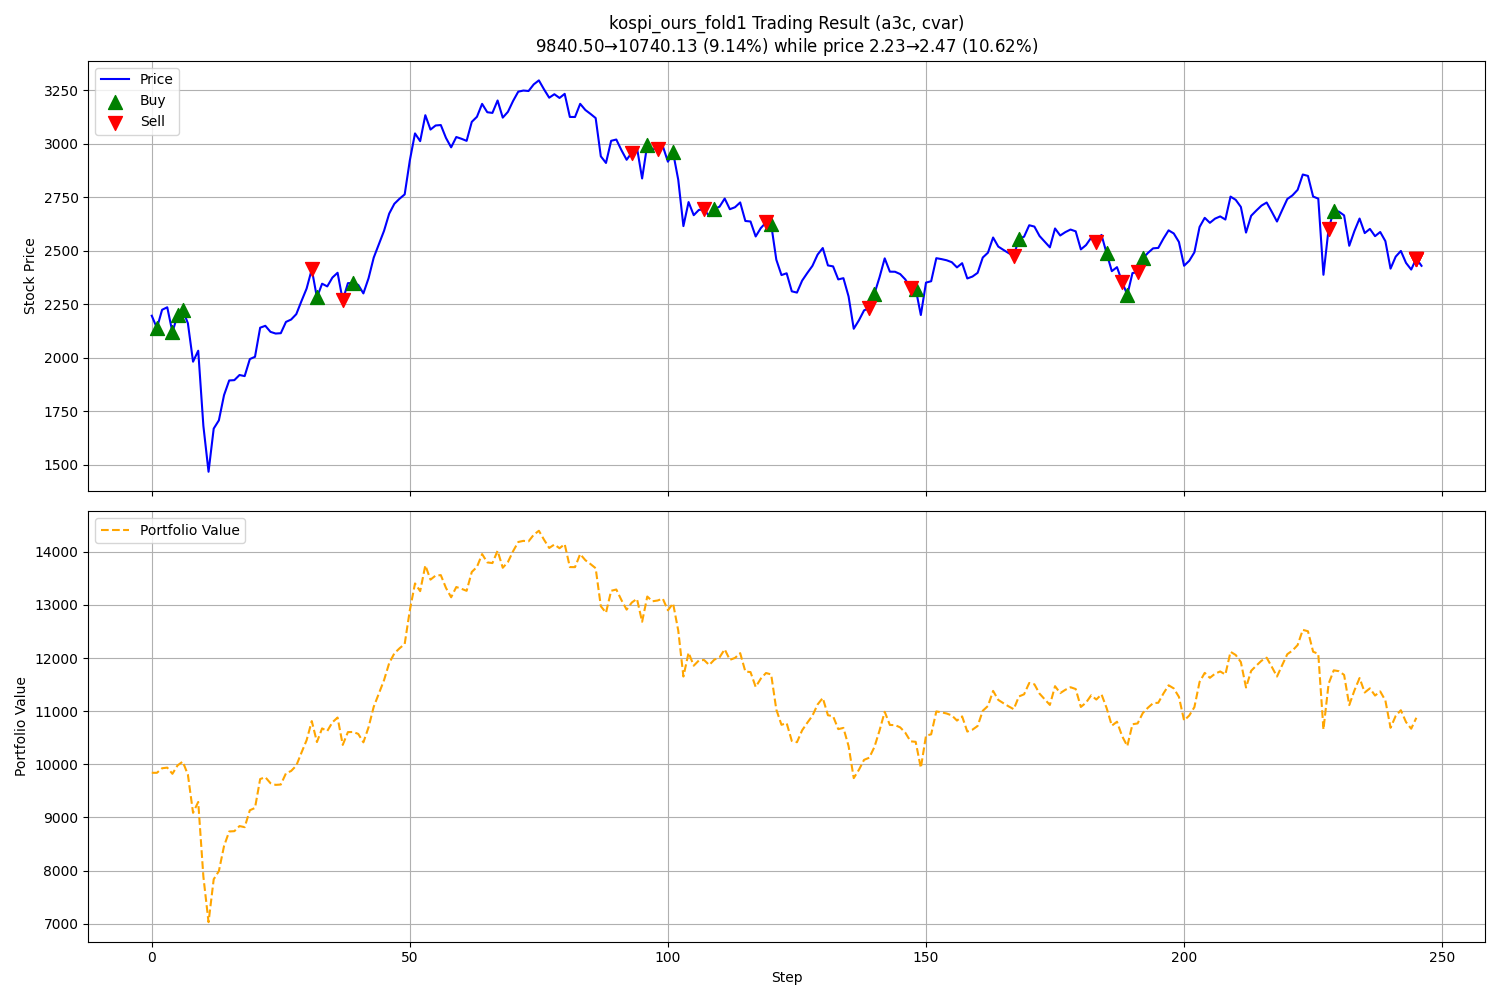 kospi_ours_fold1 Trading Result (a3c, cvar)
9840.50→10740.13 (9.14%) while price 2.23→2.47 (10.62%)
Price
Buy
Sell
Stock Price
3250
3000
2750
2500
2250
2000
1750
1500
Portfolio Value
Portfolio Value
14000
13000
12000
11000
10000
9000
8000
7000
0
50
100
150
200
250
Step